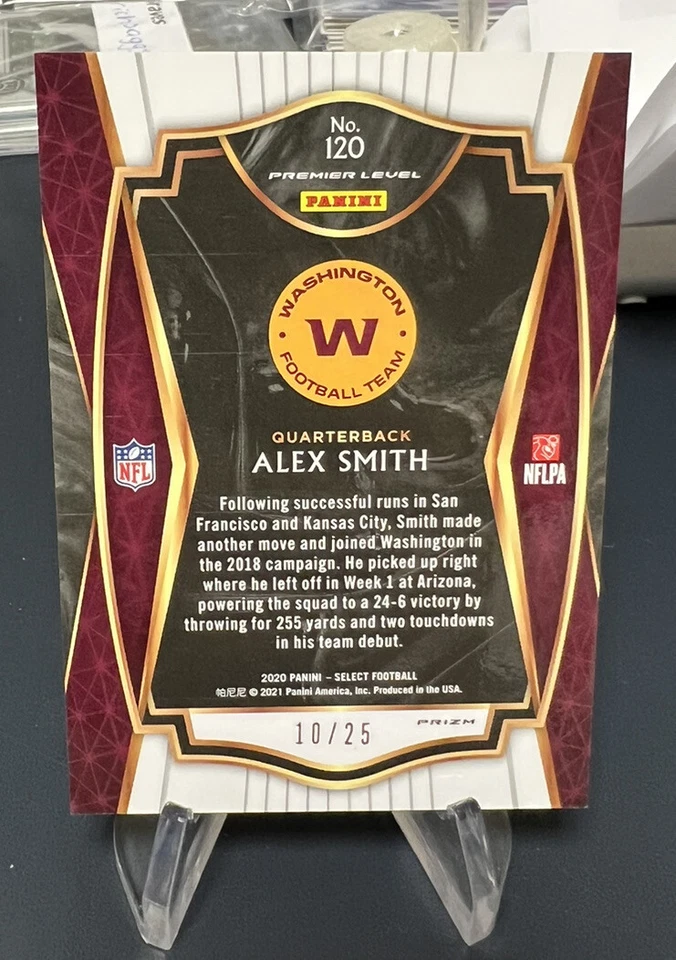 No.
120
PREMIER LEVEL
PANINI
WASHINGTON
W
FOOTBALL TEAM
QUARTERBACK
ALEX SMITH
NFL
NFLPA
Following successful runs in San
Francisco and Kansas City, Smith made
another move and joined Washington in
the 2018 campaign. He picked up right
where he left off in Week 1 at Arizona,
powering the squad to a 24-6 victory by
throwing for 255 yards and two touchdowns
in his team debut.
2020 PANINI – SELECT FOOTBALL
帕尼尼 © 2021 Panini America, Inc. Produced in the USA.
10/25
PRIZM